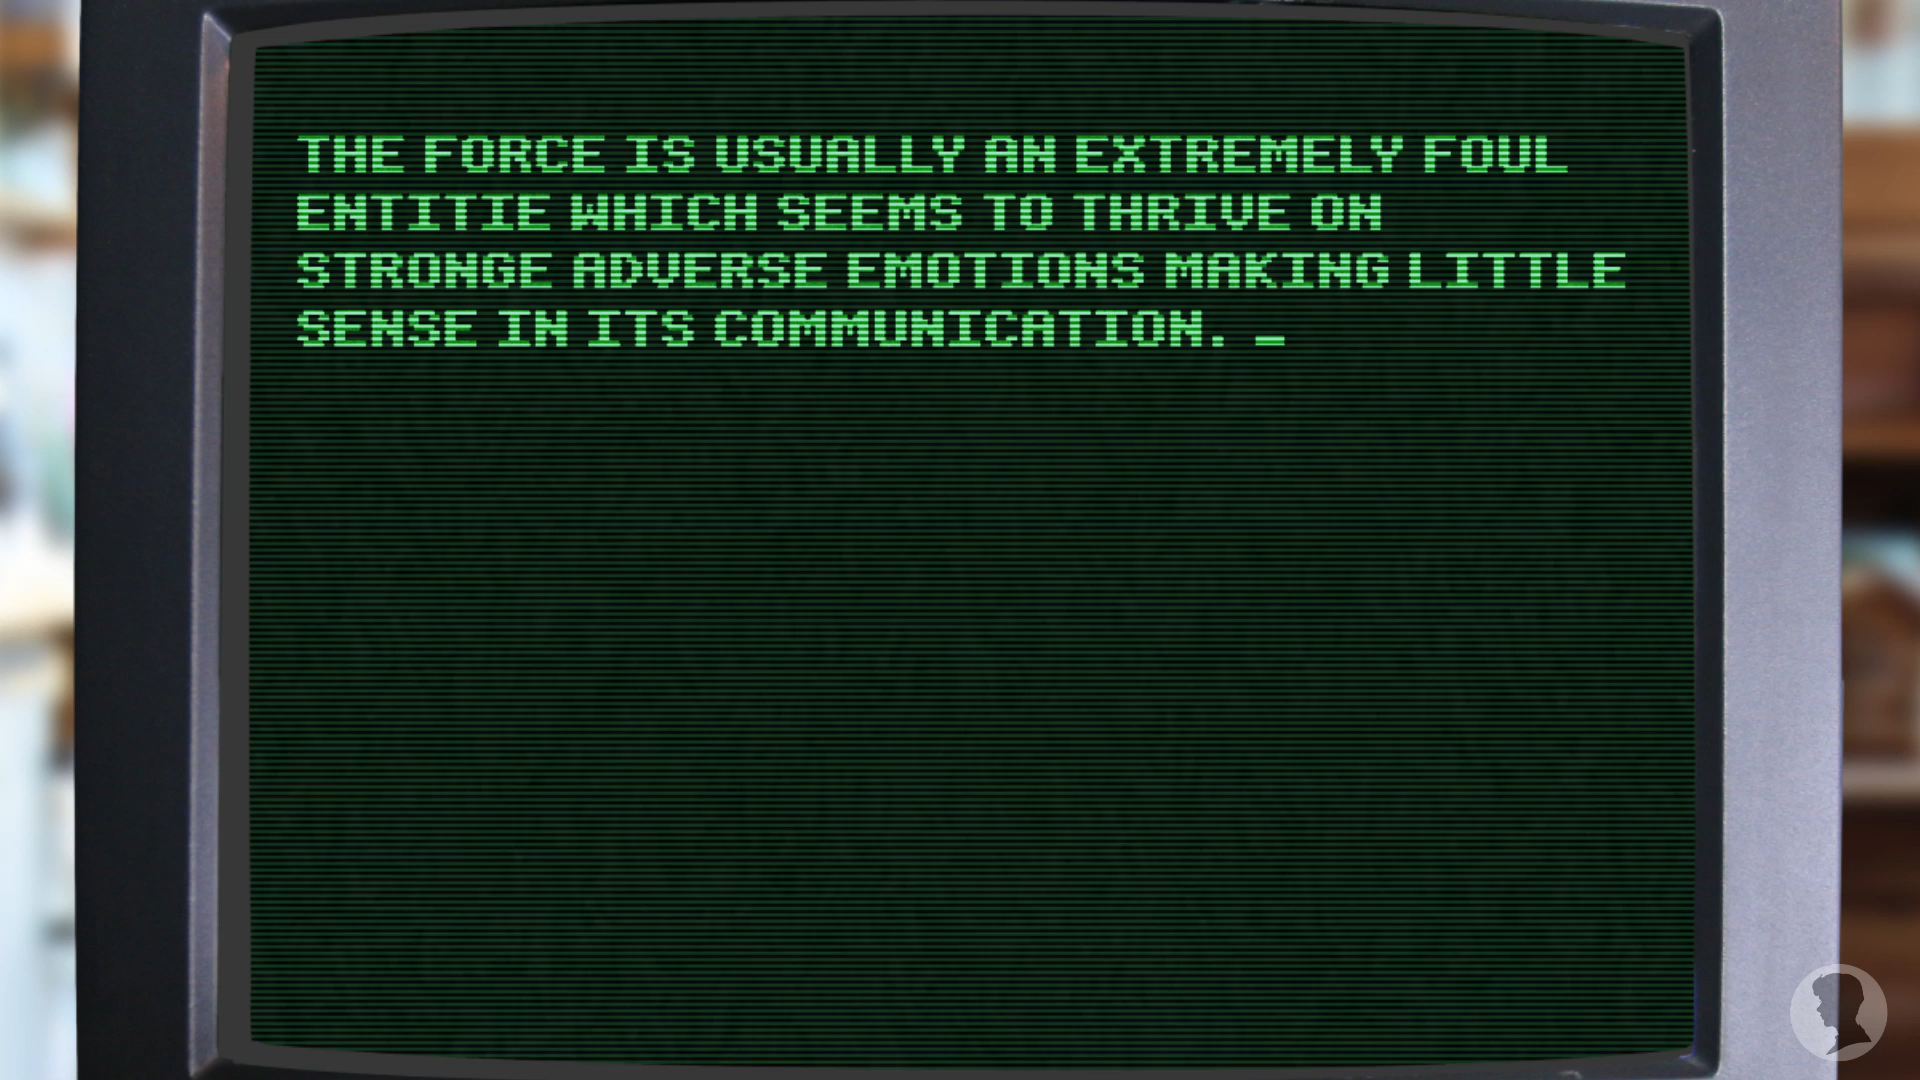 THE FORCE IS USUALLY AN EXTREMELY FOUL
ENTITIE WHICH SEEMS TO THRIVE ON
STRONGE ADVERSE EMOTIONS MAKING LITTLE
SENSE IN ITS COMMUNICATION. _